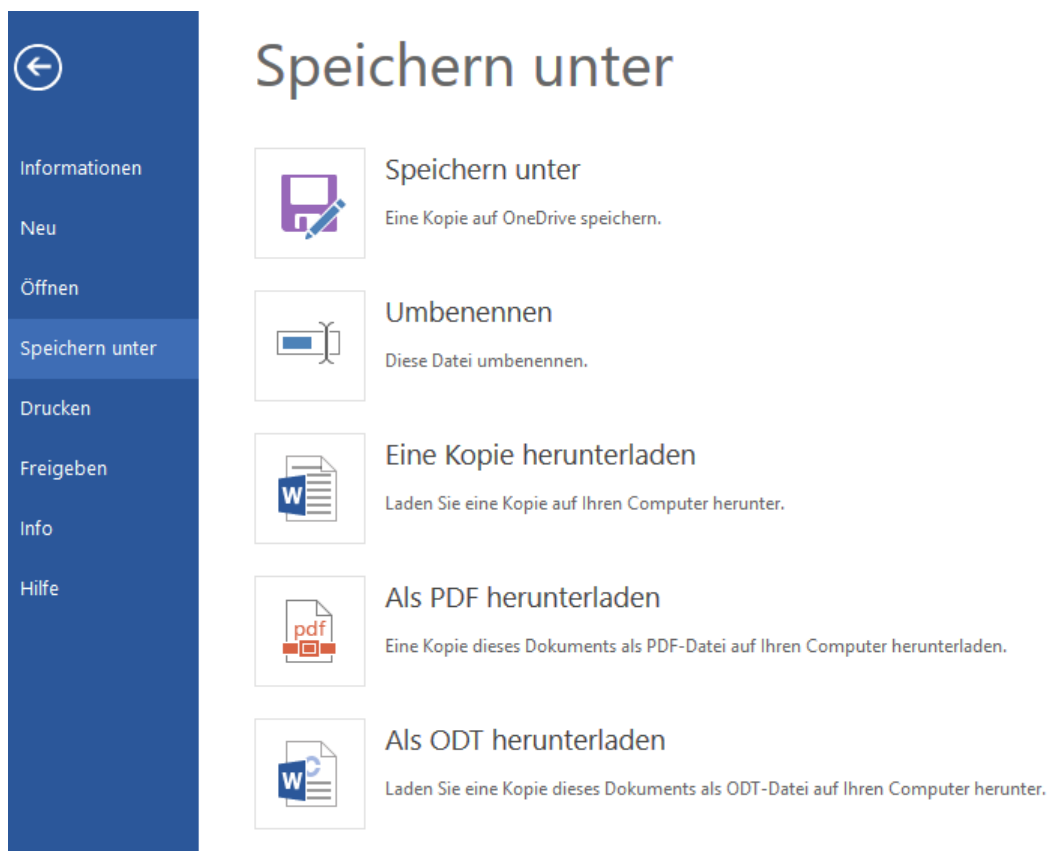 Speichern unter
Informationen
Neu
Öffnen
Speichern unter
Drucken
Freigeben
Info
Hilfe
Speichern unter
Eine Kopie auf OneDrive speichern.
Umbenennen
Diese Datei umbenennen.
W
Eine Kopie herunterladen
Laden Sie eine Kopie auf Ihren Computer herunter.
pdf
Als PDF herunterladen
Eine Kopie dieses Dokuments als PDF-Datei auf Ihren Computer herunterladen.
W
Als ODT herunterladen
Laden Sie eine Kopie dieses Dokuments als ODT-Datei auf Ihren Computer herunter.